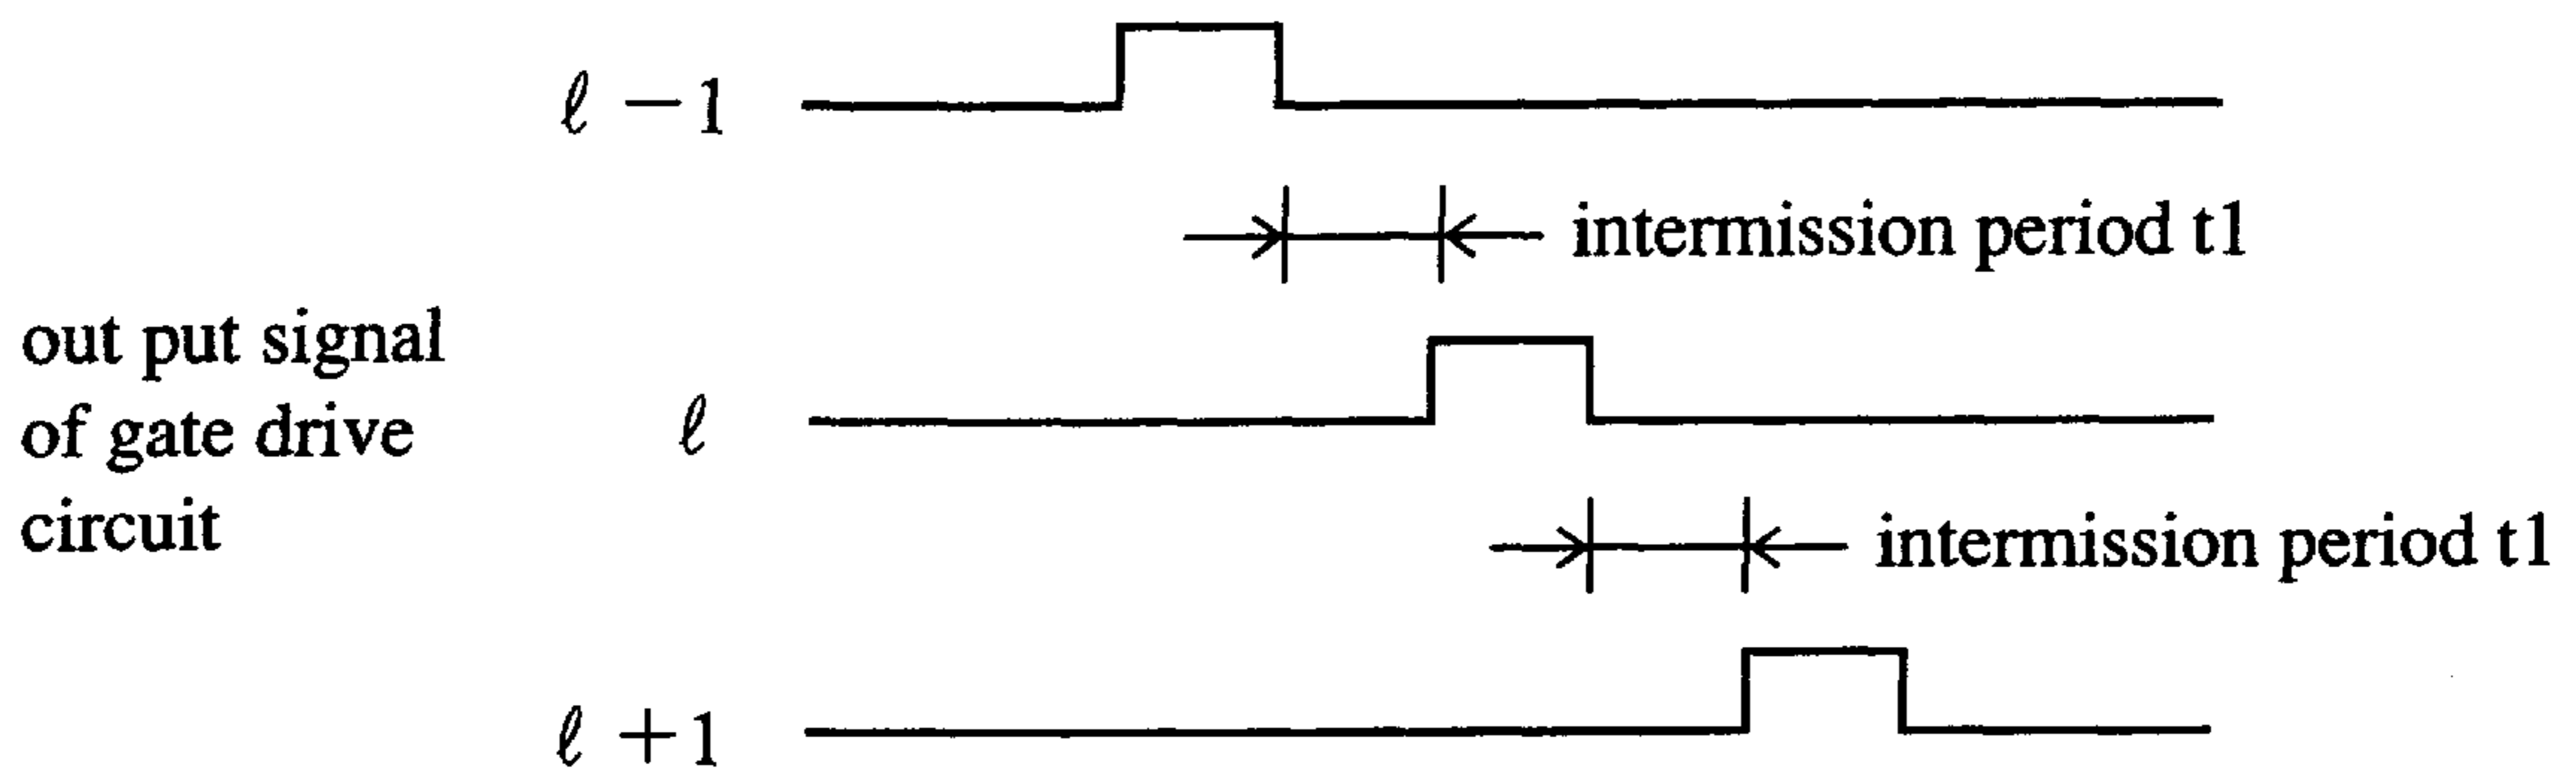 ℓ −1
intermission period t1
out put signal
of gate drive
circuit
ℓ
intermission period t1
ℓ +1